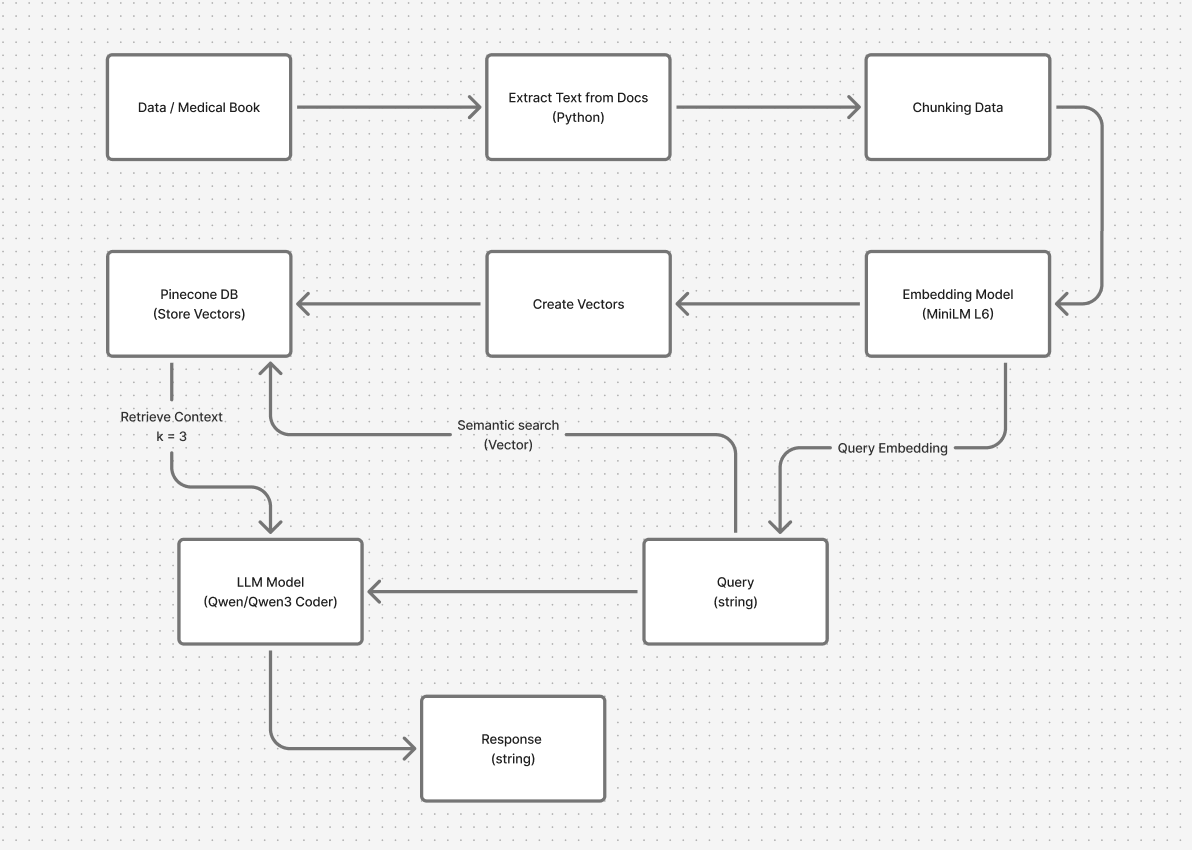 Data / Medical Book
Extract Text from Docs
(Python)
Chunking Data
Pinecone DB
(Store Vectors)
Create Vectors
Embedding Model
(MiniLM L6)
Retrieve Context
k = 3
Semantic search
(Vector)
Query Embedding
LLM Model
(Qwen/Qwen3 Coder)
Query
(string)
Response
(string)